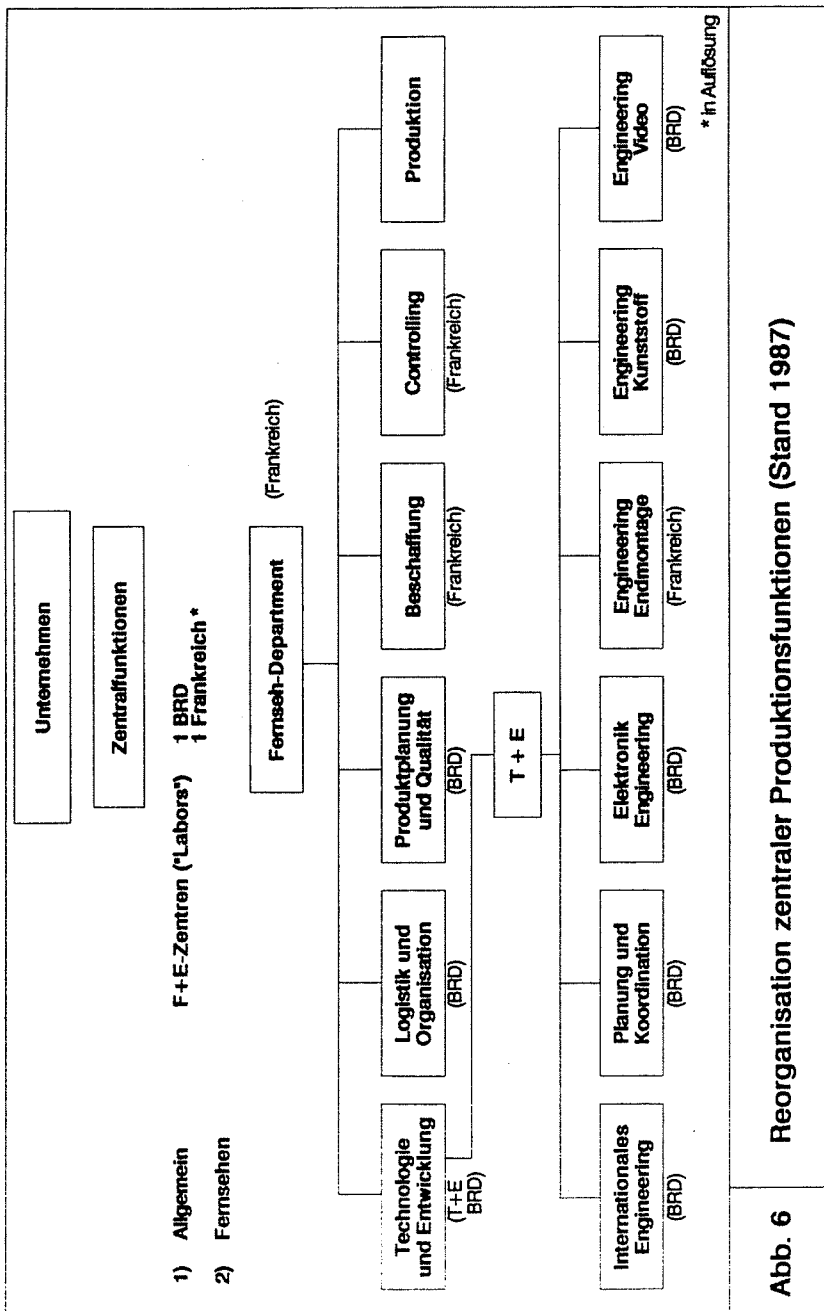 Unternehmen
Zentralfunktionen
1) Allgemein F+E-Zentren ("Labors") 1 BRD
1 Frankreich *
2) Fernsehen
Fernseh-Department (Frankreich)
Technologie
und Entwicklung
(T+E
BRD)
Logistik und
Organisation
(BRD)
Produktplanung
und Qualität
(BRD)
Beschaffung
(Frankreich)
Controlling
(Frankreich)
Produktion
T + E
Internationales
Engineering
(BRD)
Planung und
Koordination
(BRD)
Elektronik
Engineering
(BRD)
Engineering
Endmontage
(Frankreich)
Engineering
Kunststoff
(BRD)
Engineering
Video
(BRD)
* in Auflösung
Abb. 6 Reorganisation zentraler Produktionsfunktionen (Stand 1987)